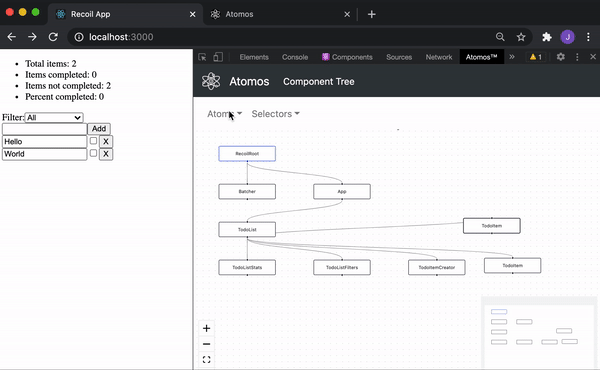 Recoil App
Atomos
localhost:3000
J
Total items: 2
Items completed: 0
Items not completed: 2
Percent completed: 0
Filter: All
Add
Hello X
World X
Elements Console Components Sources Network Atomos™ 1
Atomos Component Tree
Atoms Selectors
RecoilRoot
Batcher App
TodoList TodoItem
TodoListStats TodoListFilters TodoItemCreator TodoItem